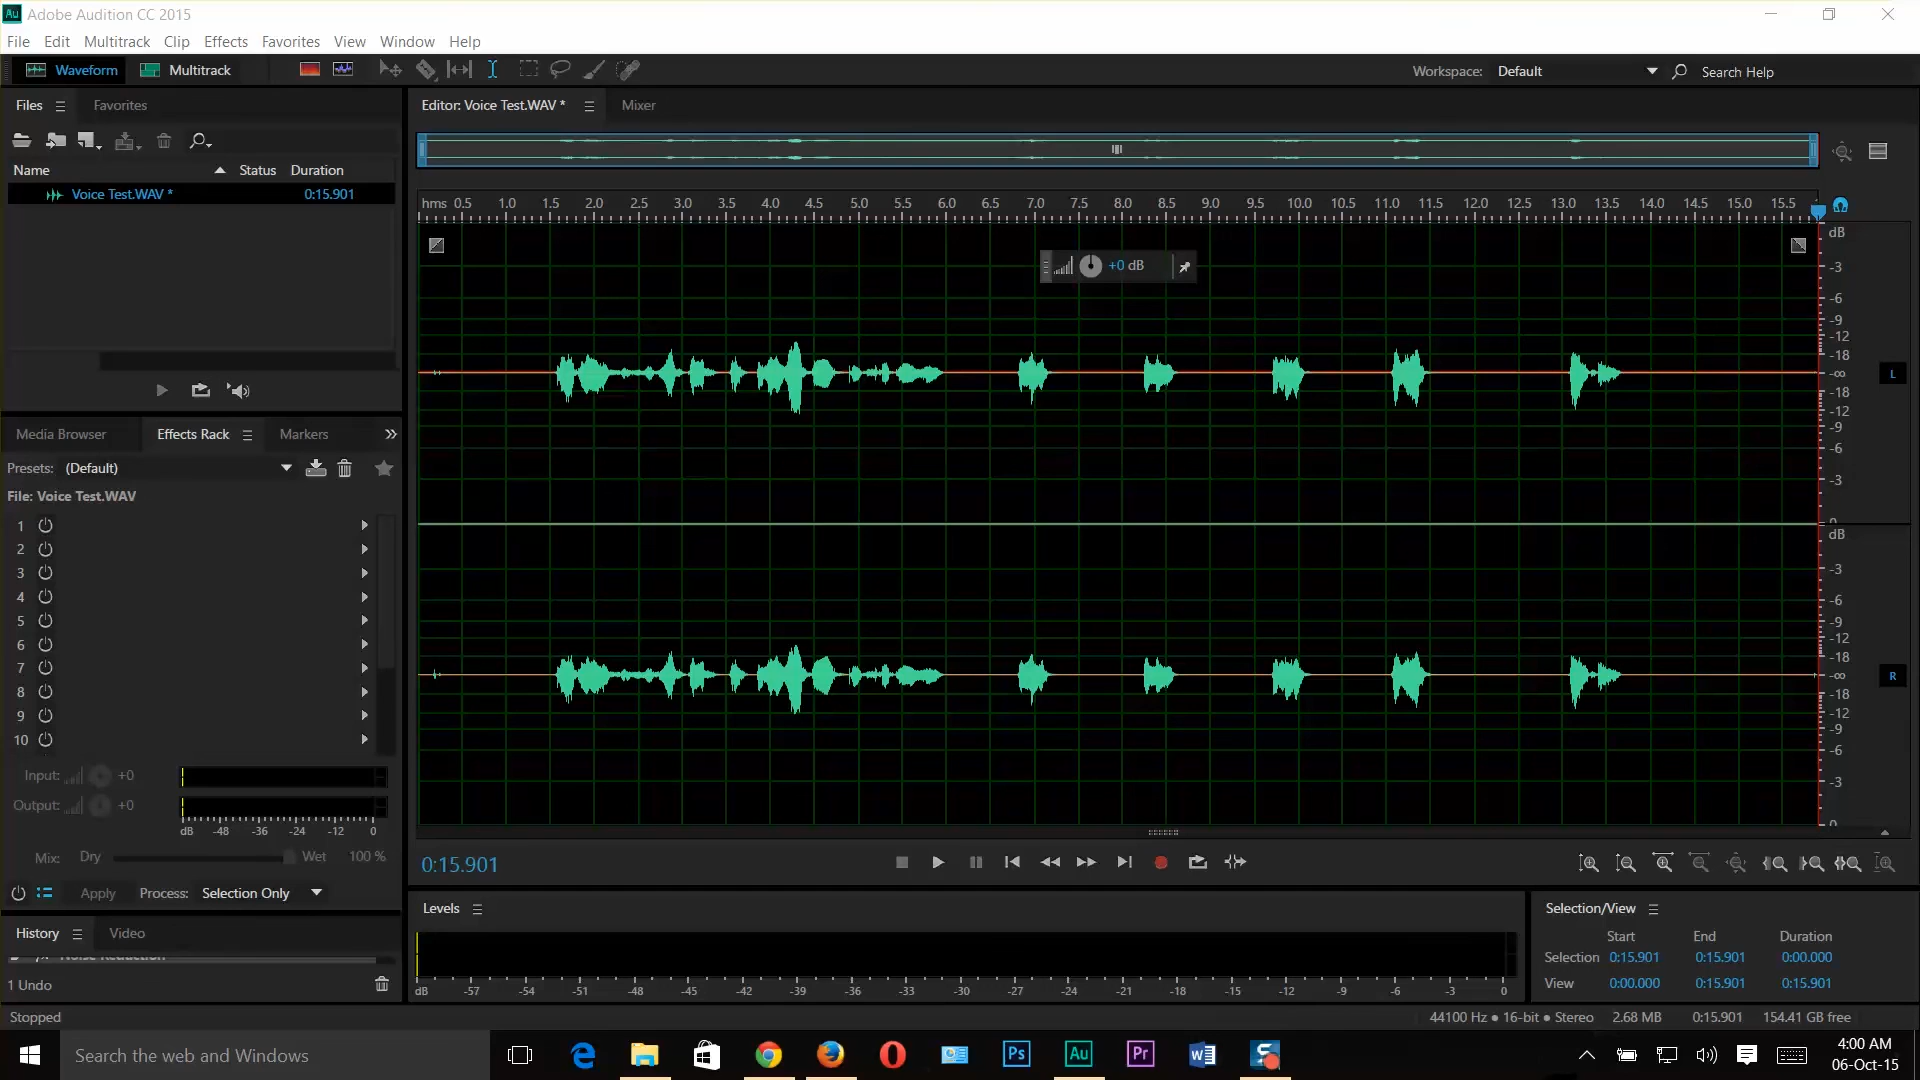 Au Adobe Audition CC 2015
File Edit Multitrack Clip Effects Favorites View Window Help
Waveform Multitrack Workspace: Default Search Help
Files Favorites
Name Status Duration
Voice Test.WAV * 0:15.901
Media Browser Effects Rack Markers
Presets: (Default)
File: Voice Test.WAV
1
2
3
4
5
6
7
8
9
10
Input: +0
Output: +0
dB -48 -36 -24 -12 0
Mix: Dry Wet 100 %
Apply Process: Selection Only
History Video
Noise Reduction
1 Undo
Stopped
Editor: Voice Test.WAV * Mixer
hms 0.5 1.0 1.5 2.0 2.5 3.0 3.5 4.0 4.5 5.0 5.5 6.0 6.5 7.0 7.5 8.0 8.5 9.0 9.5 10.0 10.5 11.0 11.5 12.0 12.5 13.0 13.5 14.0 14.5 15.0 15.5
+0 dB
dB
-3
-6
-9
-12
-18
-∞
-18
-12
-9
-6
-3
0
L
dB
-3
-6
-9
-12
-18
-∞
-18
-12
-9
-6
-3
0
R
0:15.901
Levels
dB -57 -54 -51 -48 -45 -42 -39 -36 -33 -30 -27 -24 -21 -18 -15 -12 -9 -6 -3 0
Selection/View
Start End Duration
Selection 0:15.901 0:15.901 0:00.000
View 0:00.000 0:15.901 0:15.901
44100 Hz ● 16-bit ● Stereo 2.68 MB 0:15.901 154.41 GB free
Search the web and Windows
Ps Au Pr
4:00 AM
06-Oct-15